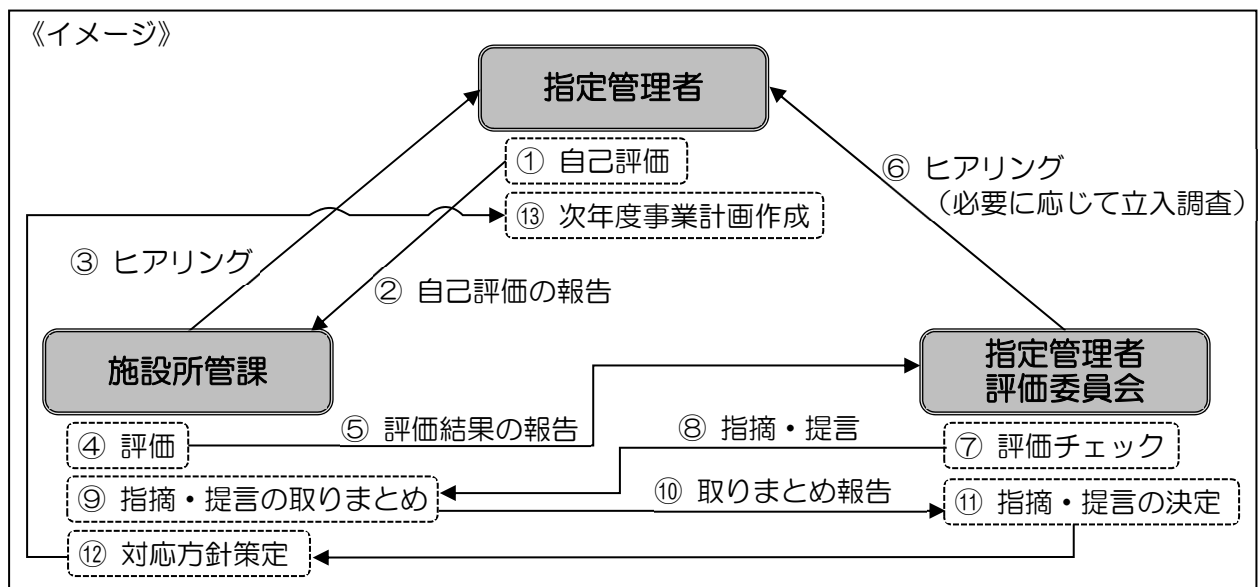 《イメージ》
指定管理者
① 自己評価
⑬ 次年度事業計画作成
⑥ ヒアリング
(必要に応じて立入調査)
③ ヒアリング
② 自己評価の報告
施設所管課
指定管理者
評価委員会
④ 評価
⑤ 評価結果の報告
⑧ 指摘・提言
⑦ 評価チェック
⑨ 指摘・提言の取りまとめ
⑩ 取りまとめ報告
⑪ 指摘・提言の決定
⑫ 対応方針策定